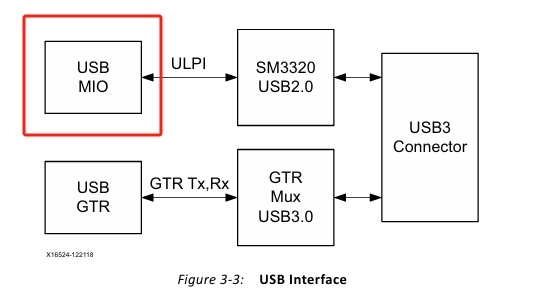 USB
MIO
ULPI
SM3320
USB2.0
USB3
Connector
USB
GTR
GTR Tx,Rx
GTR
Mux
USB3.0
X16524-122118
Figure 3-3: USB Interface